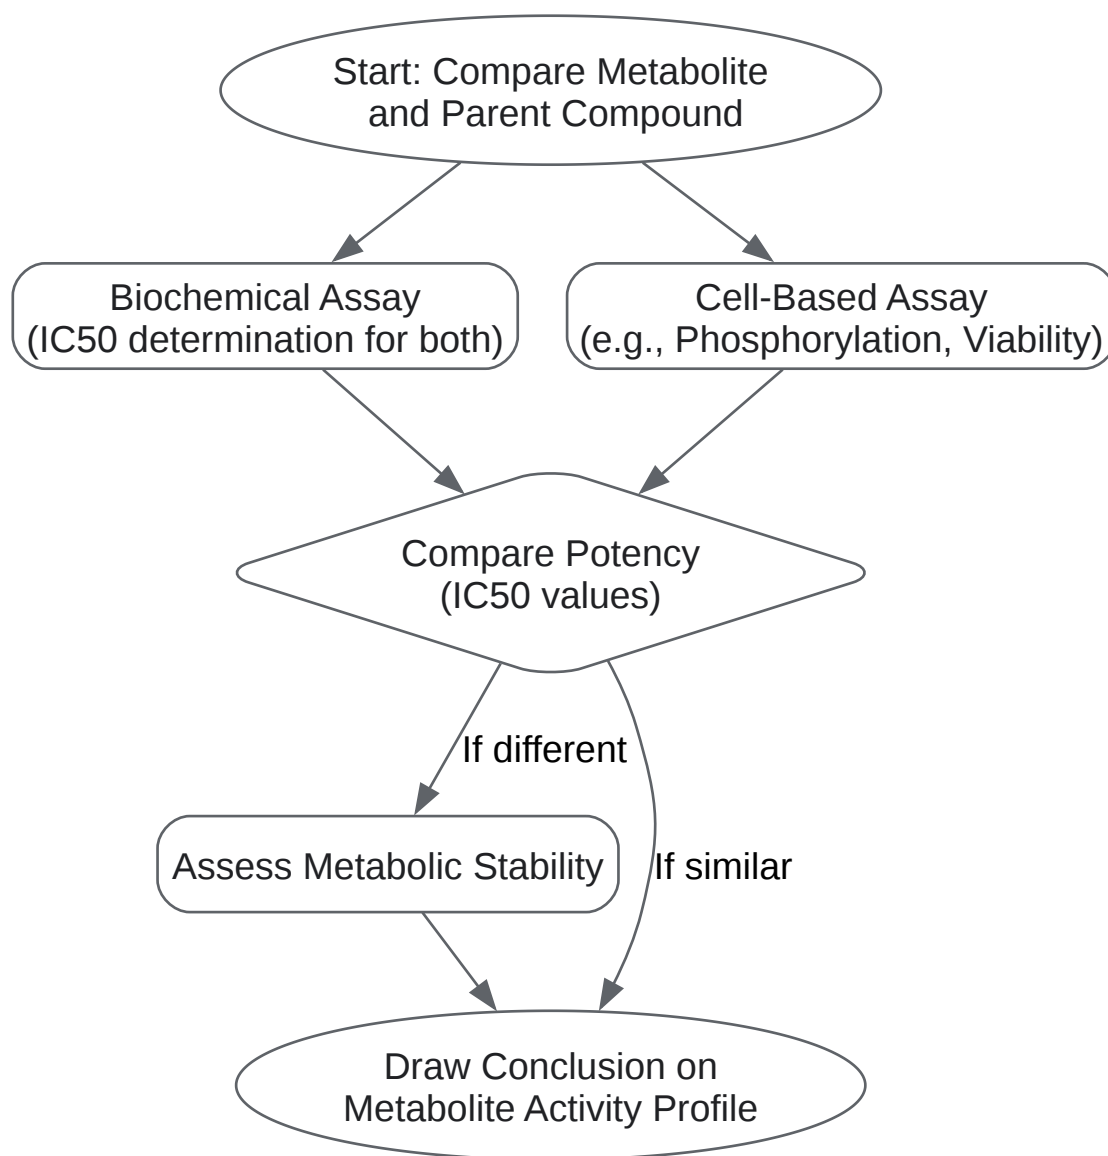 Start: Compare Metabolite
and Parent Compound
Biochemical Assay
(IC50 determination for both)
Cell-Based Assay
(e.g., Phosphorylation, Viability)
Compare Potency
(IC50 values)
If different
Assess Metabolic Stability
If similar
Draw Conclusion on
Metabolite Activity Profile